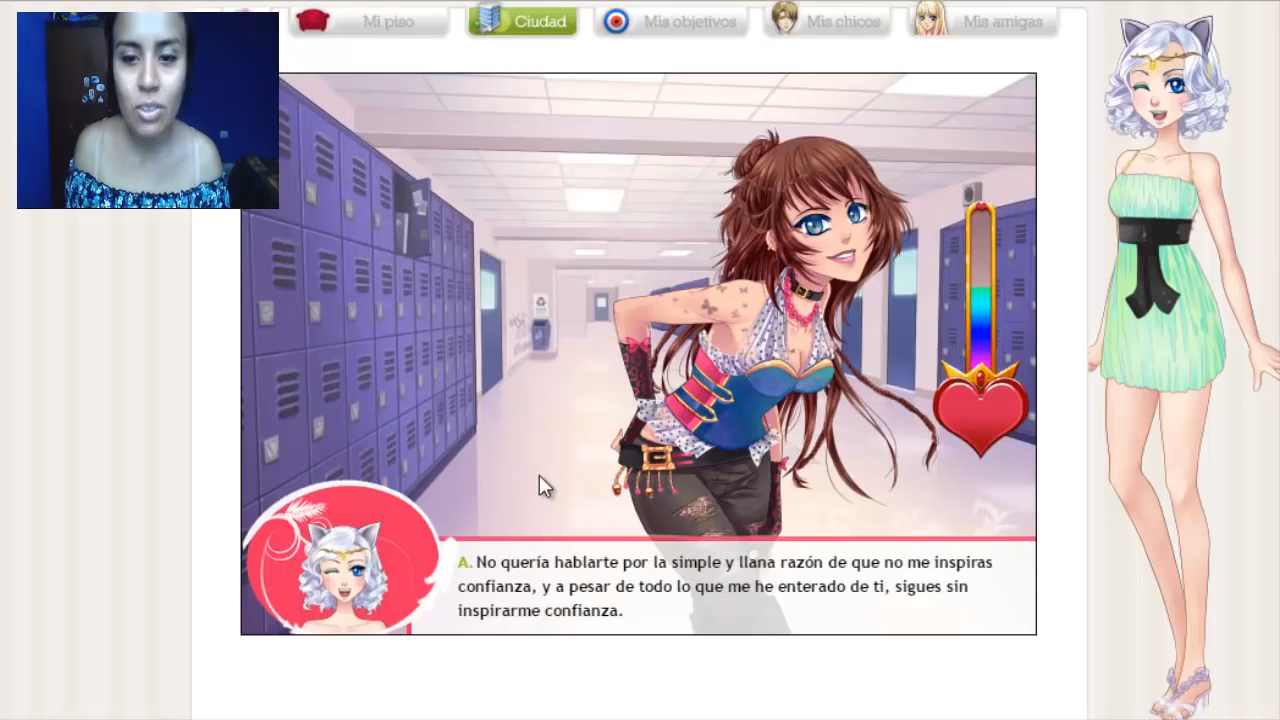 Mi piso
Ciudad
Mis objetivos
Mis chicos
Mis amigas
A. No quería hablarte por la simple y llana razón de que no me inspiras
confianza, y a pesar de todo lo que me he enterado de ti, sigues sin
inspirarme confianza.